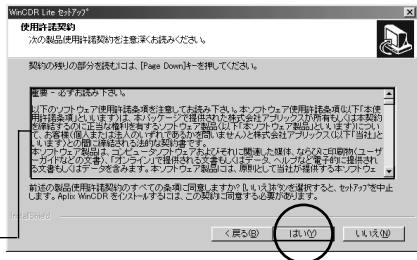 WinCDR Lite ｾｯﾄｱｯﾌﾟ
使用許諾契約
次の製品使用許諾契約を注意深くお読みください。
契約の残りの部分を読むには、[Page Down]ｷｰを押してください。
重要 - 必ずお読み下さい。
以下のソフトウェア使用許諾条項を注意してお読み下さい。本ソフトウェア使用許諾条項(以下「本使
用条項」といいます)は、本パッケージで提供された株式会社アプリックスが所有もしくは本契約
を締結するのに正当な権利を有するソフトウェア製品(以下「本ソフトウェア製品」といいます)につい
て、お客様(個人または法人のいずれであるかを問いません)と株式会社アプリックス(以下「当社」と
いいます)との間に締結される法的な契約書です。
本ソフトウェア製品は、コンピュータソフトウェアおよびそれに関連した媒体、ならびに印刷物(ユーザ
ーガイドなどの文書)、「オンライン」で提供される文書もしくはデータ、ヘルプなど電子的に提供され
る文書もしくはデータを含みます。本ソフトウェア製品には、原則として当社が提供する本ソフトウェ
前述の製品使用許諾契約のすべての条項に同意しますか? [いいえ]ﾎﾞﾀﾝを選択すると、ｾｯﾄｱｯﾌﾟを中止
します。Aplix WinCDR をインストールするには、この契約に同意する必要があります。
InstallShield
< 戻る(B)
はい(Y)
いいえ(N)